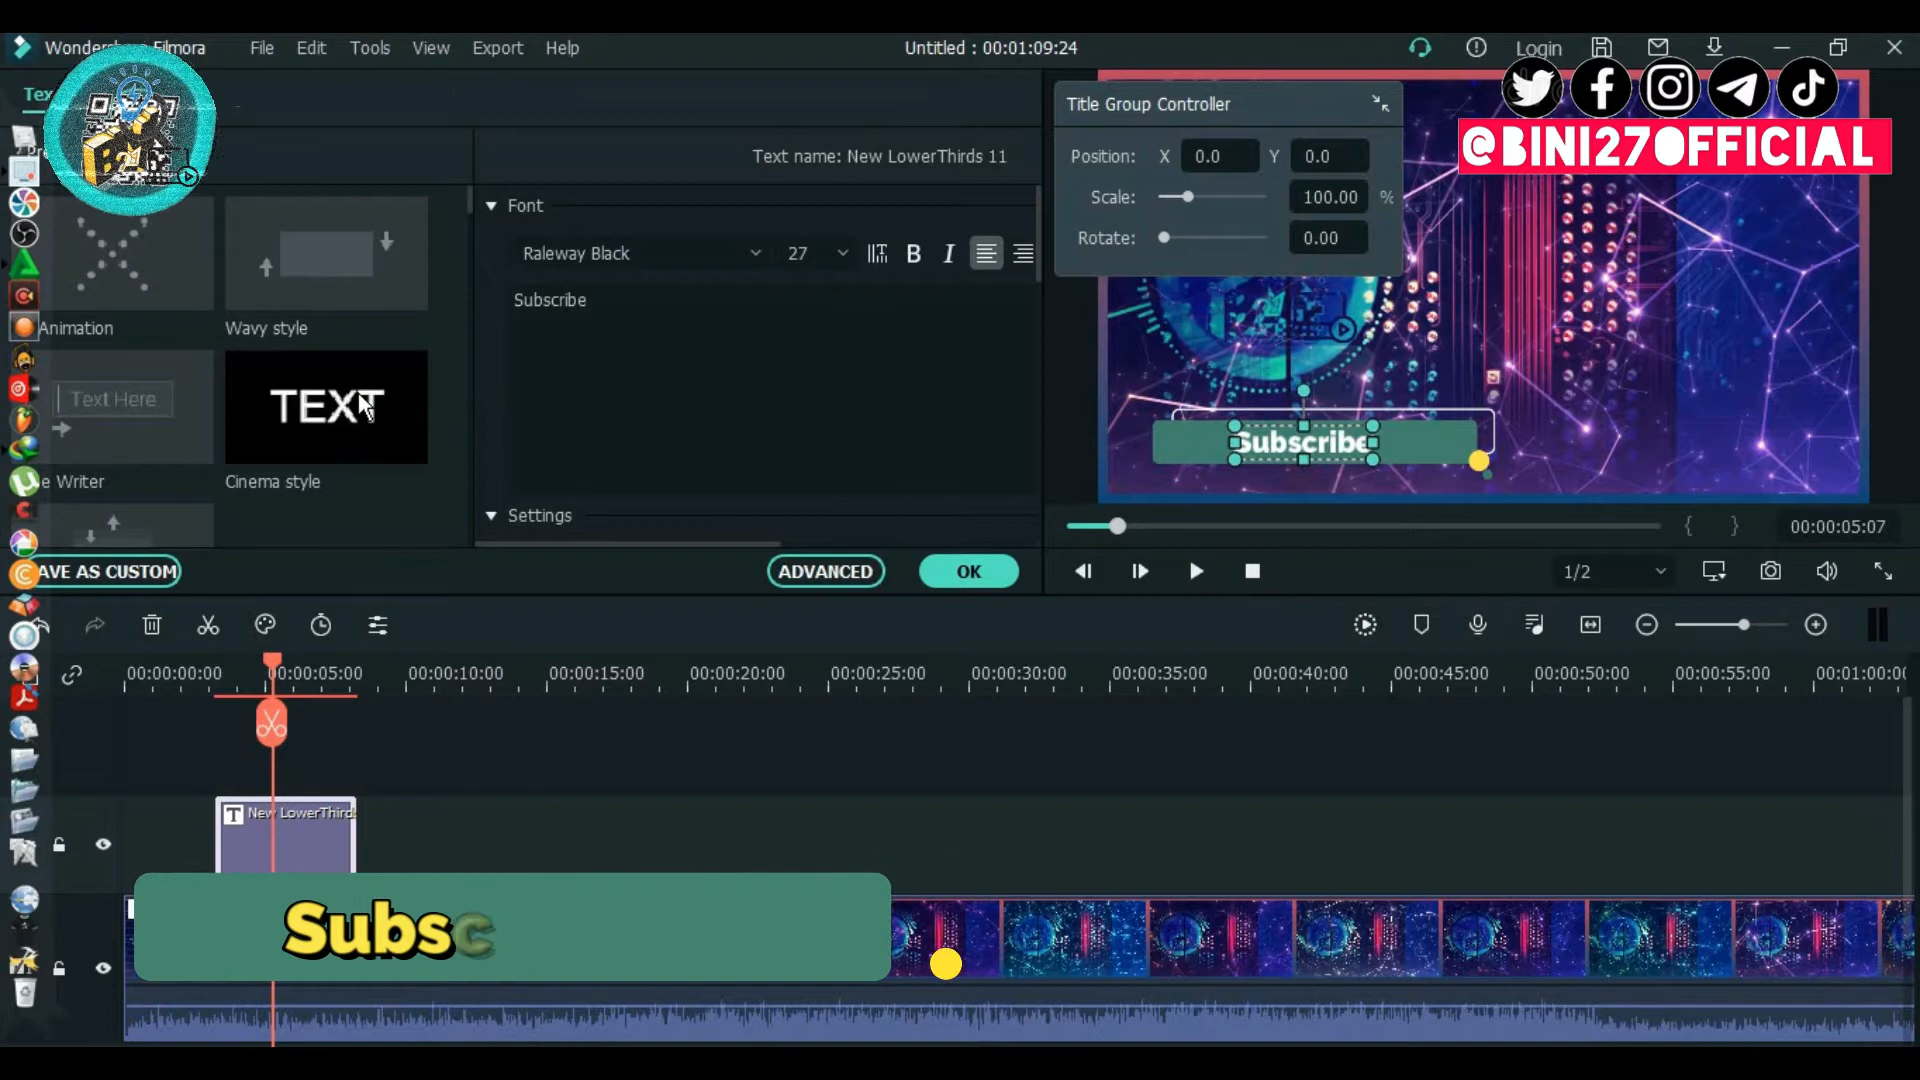 Wondersh Filmora
File
Edit
Tools
View
Export
Help
Untitled : 00:01:09:24
Login
@BINI27OFFICIAL
Text name: New LowerThirds 11
Font
Raleway Black
27
B
I
Subscribe
Settings
Animation
Wavy style
Text Here
TEXT
e Writer
Cinema style
AVE AS CUSTOM
ADVANCED
OK
Title Group Controller
Position:
X
0.0
Y
0.0
Scale:
100.00
%
Rotate:
0.00
Subscribe
{ }
00:00:05:07
1/2
00:00:00:00
00:00:05:00
00:00:10:00
00:00:15:00
00:00:20:00
00:00:25:00
00:00:30:00
00:00:35:00
00:00:40:00
00:00:45:00
00:00:50:00
00:00:55:00
00:01:00:0
T New LowerThirds
Subsc